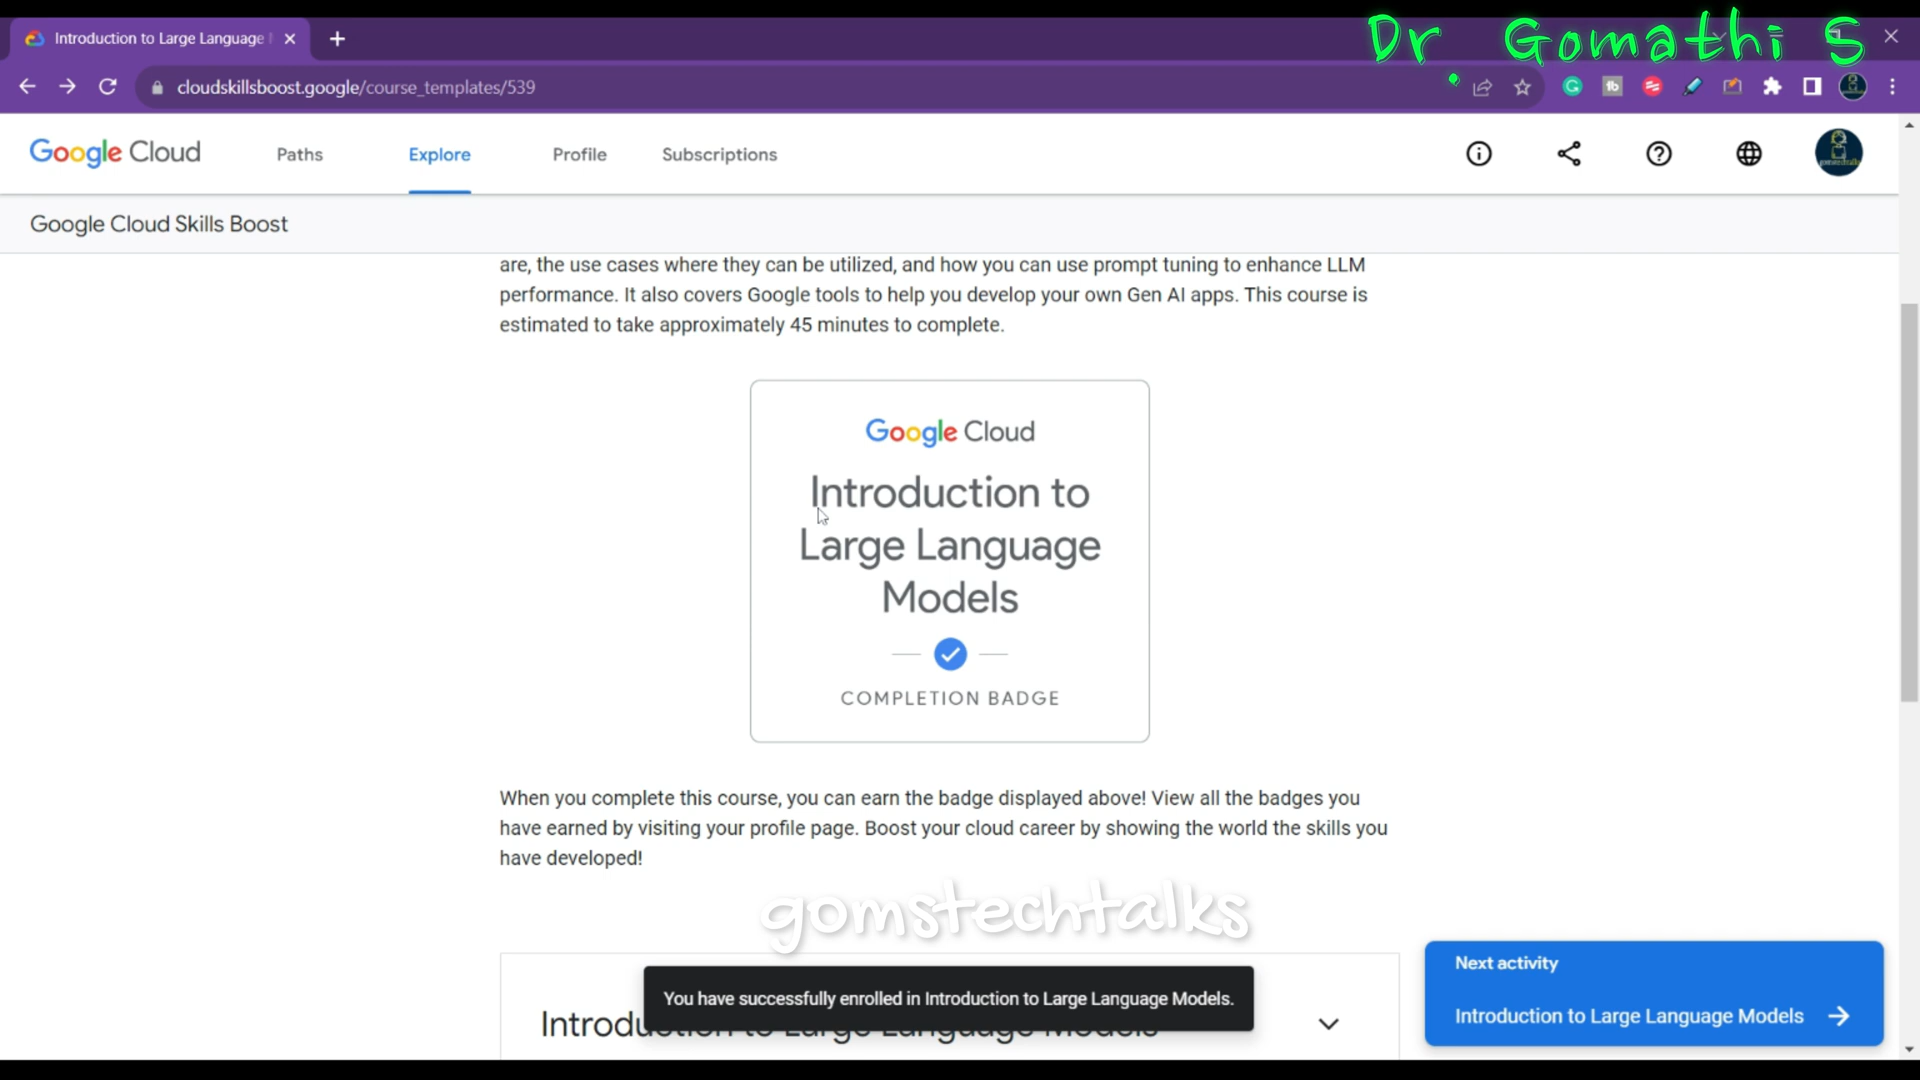 Introduction to Large Language
Dr. Gomathi S
cloudskillsboost.google/course_templates/539
Google Cloud
Paths
Explore
Profile
Subscriptions
Google Cloud Skills Boost
are, the use cases where they can be utilized, and how you can use prompt tuning to enhance LLM
performance. It also covers Google tools to help you develop your own Gen AI apps. This course is
estimated to take approximately 45 minutes to complete.
Google Cloud
Introduction to
Large Language
Models
COMPLETION BADGE
When you complete this course, you can earn the badge displayed above! View all the badges you
have earned by visiting your profile page. Boost your cloud career by showing the world the skills you
have developed!
gomstechtalks
Introduction to Large Language Models
You have successfully enrolled in Introduction to Large Language Models.
Next activity
Introduction to Large Language Models